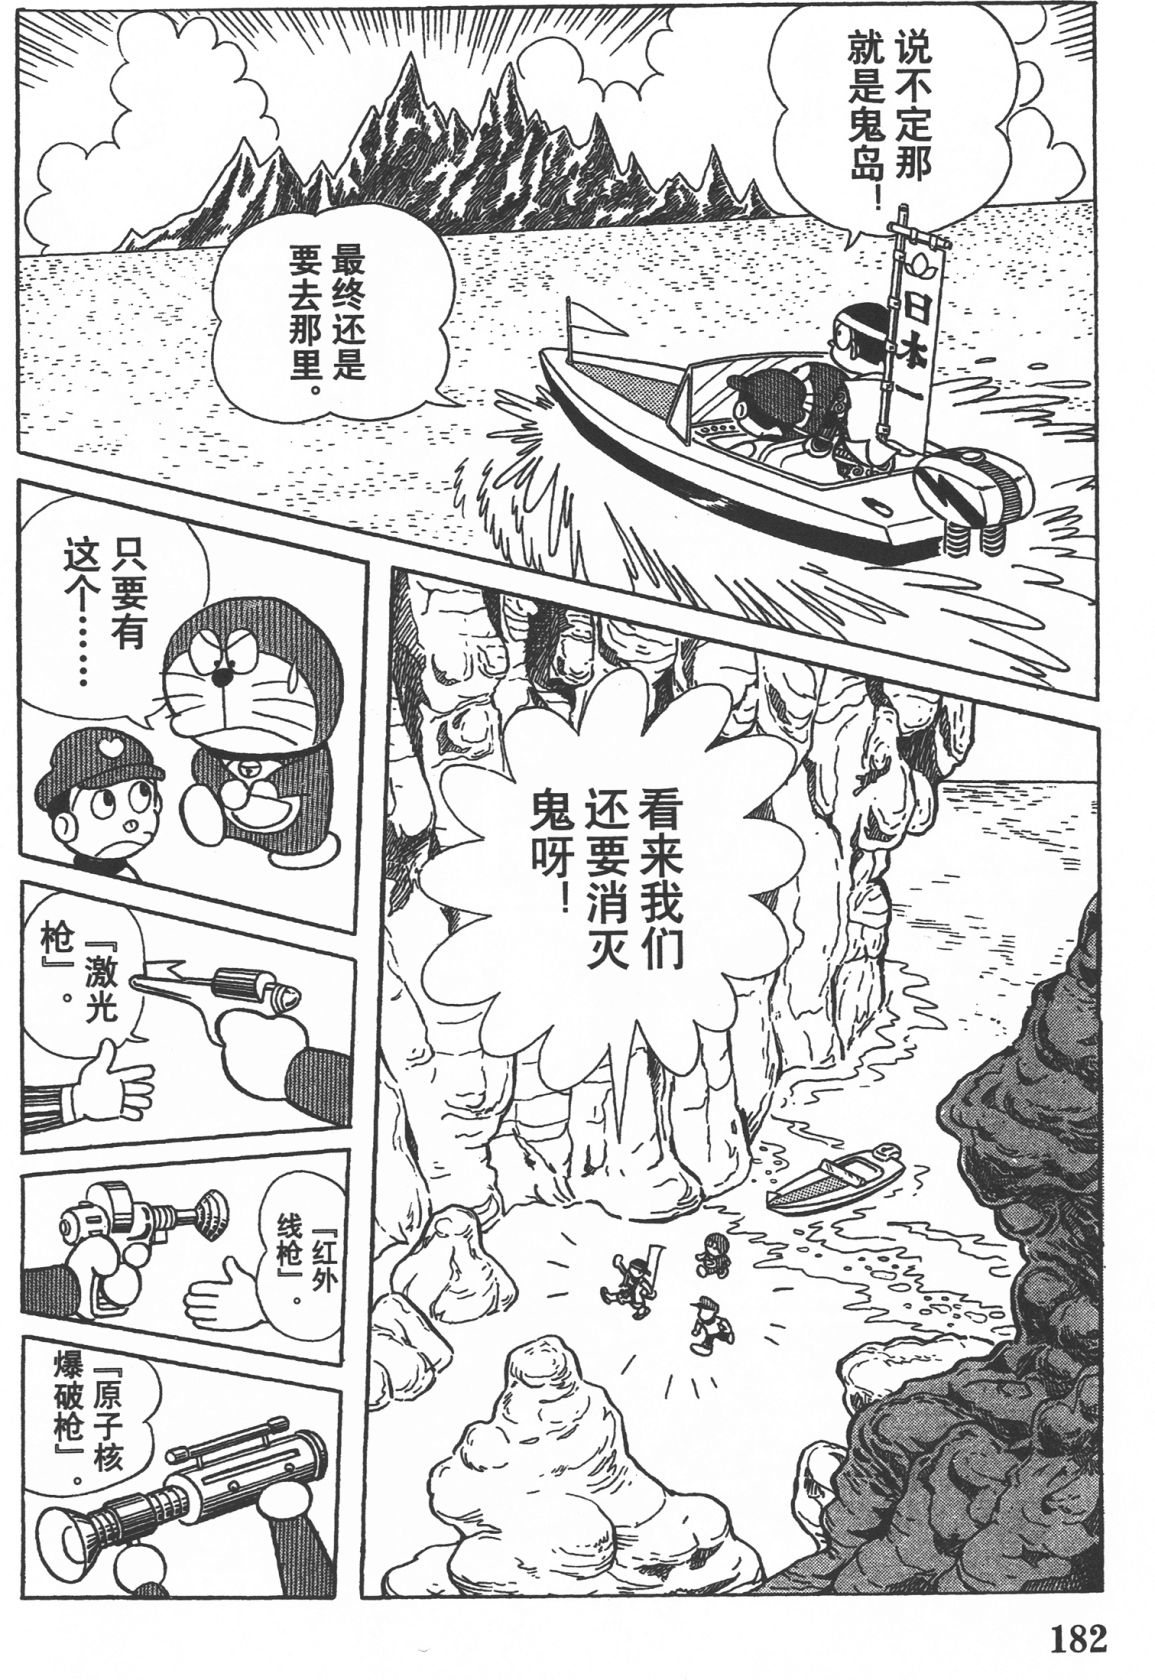 说不定那
就是鬼岛！
日本一
最终还是
要去那里。
看来我们
还要消灭
鬼呀！
只要有
这个……
『激光
枪』。
『红外
线枪』。
『原子核
爆破枪』。
182